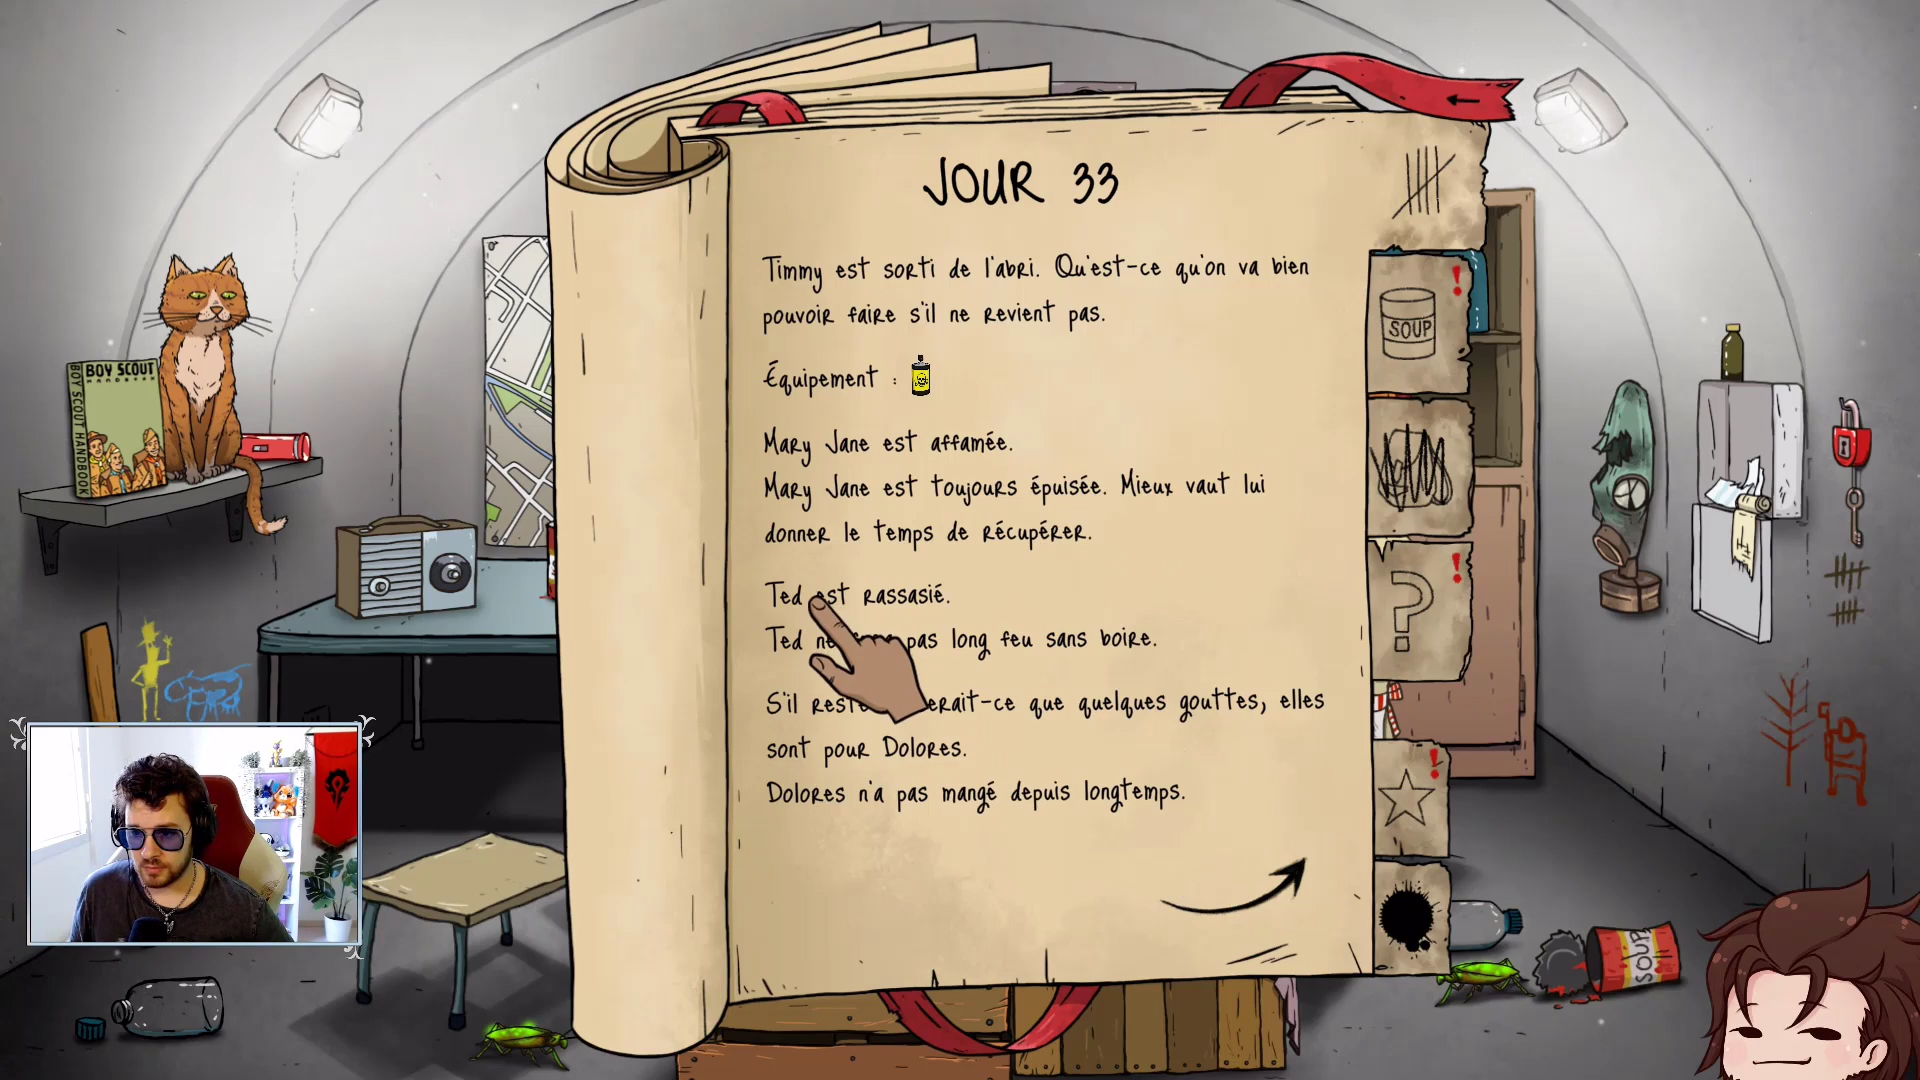 JOUR 33
Timmy est sorti de l'abri. Qu'est-ce qu'on va bien
pouvoir faire s'il ne revient pas.
Équipement :
Mary Jane est affamée.
Mary Jane est toujours épuisée. Mieux vaut lui
donner le temps de récupérer.
Ted est rassasié.
Ted ne pas long feu sans boire.
S'il que quelques gouttes, elles
sont pour Dolores.
Dolores n'a pas mangé depuis longtemps.
SOUP
!
!
?
!
BOY SCOUT
HANDBOOK
BOY SCOUT HANDBOOK
SOUP